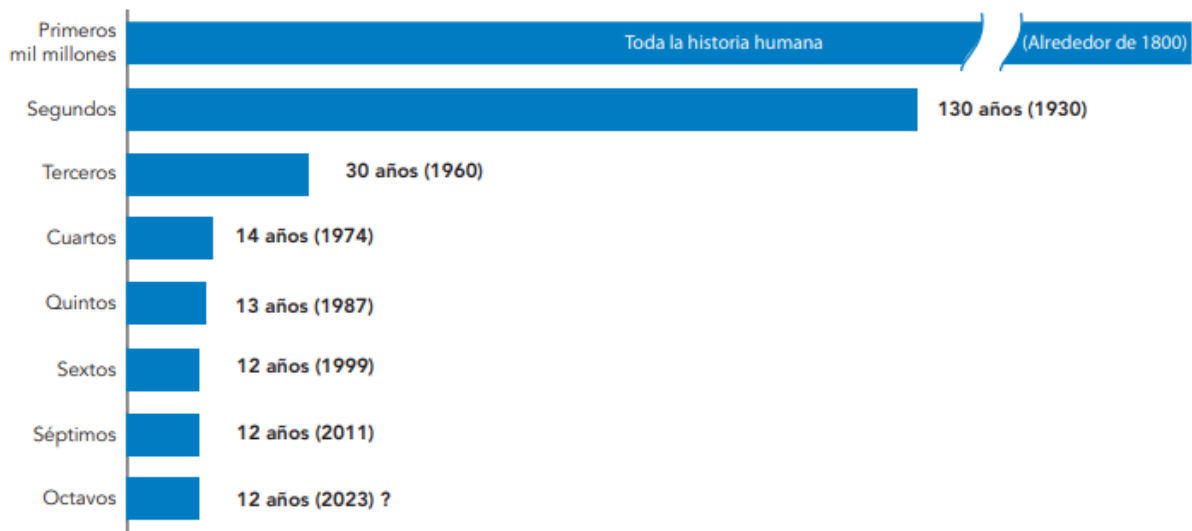 Primeros
mil millones
Toda la historia humana
(Alrededor de 1800)
Segundos
130 años (1930)
Terceros
30 años (1960)
Cuartos
14 años (1974)
Quintos
13 años (1987)
Sextos
12 años (1999)
Séptimos
12 años (2011)
Octavos
12 años (2023) ?